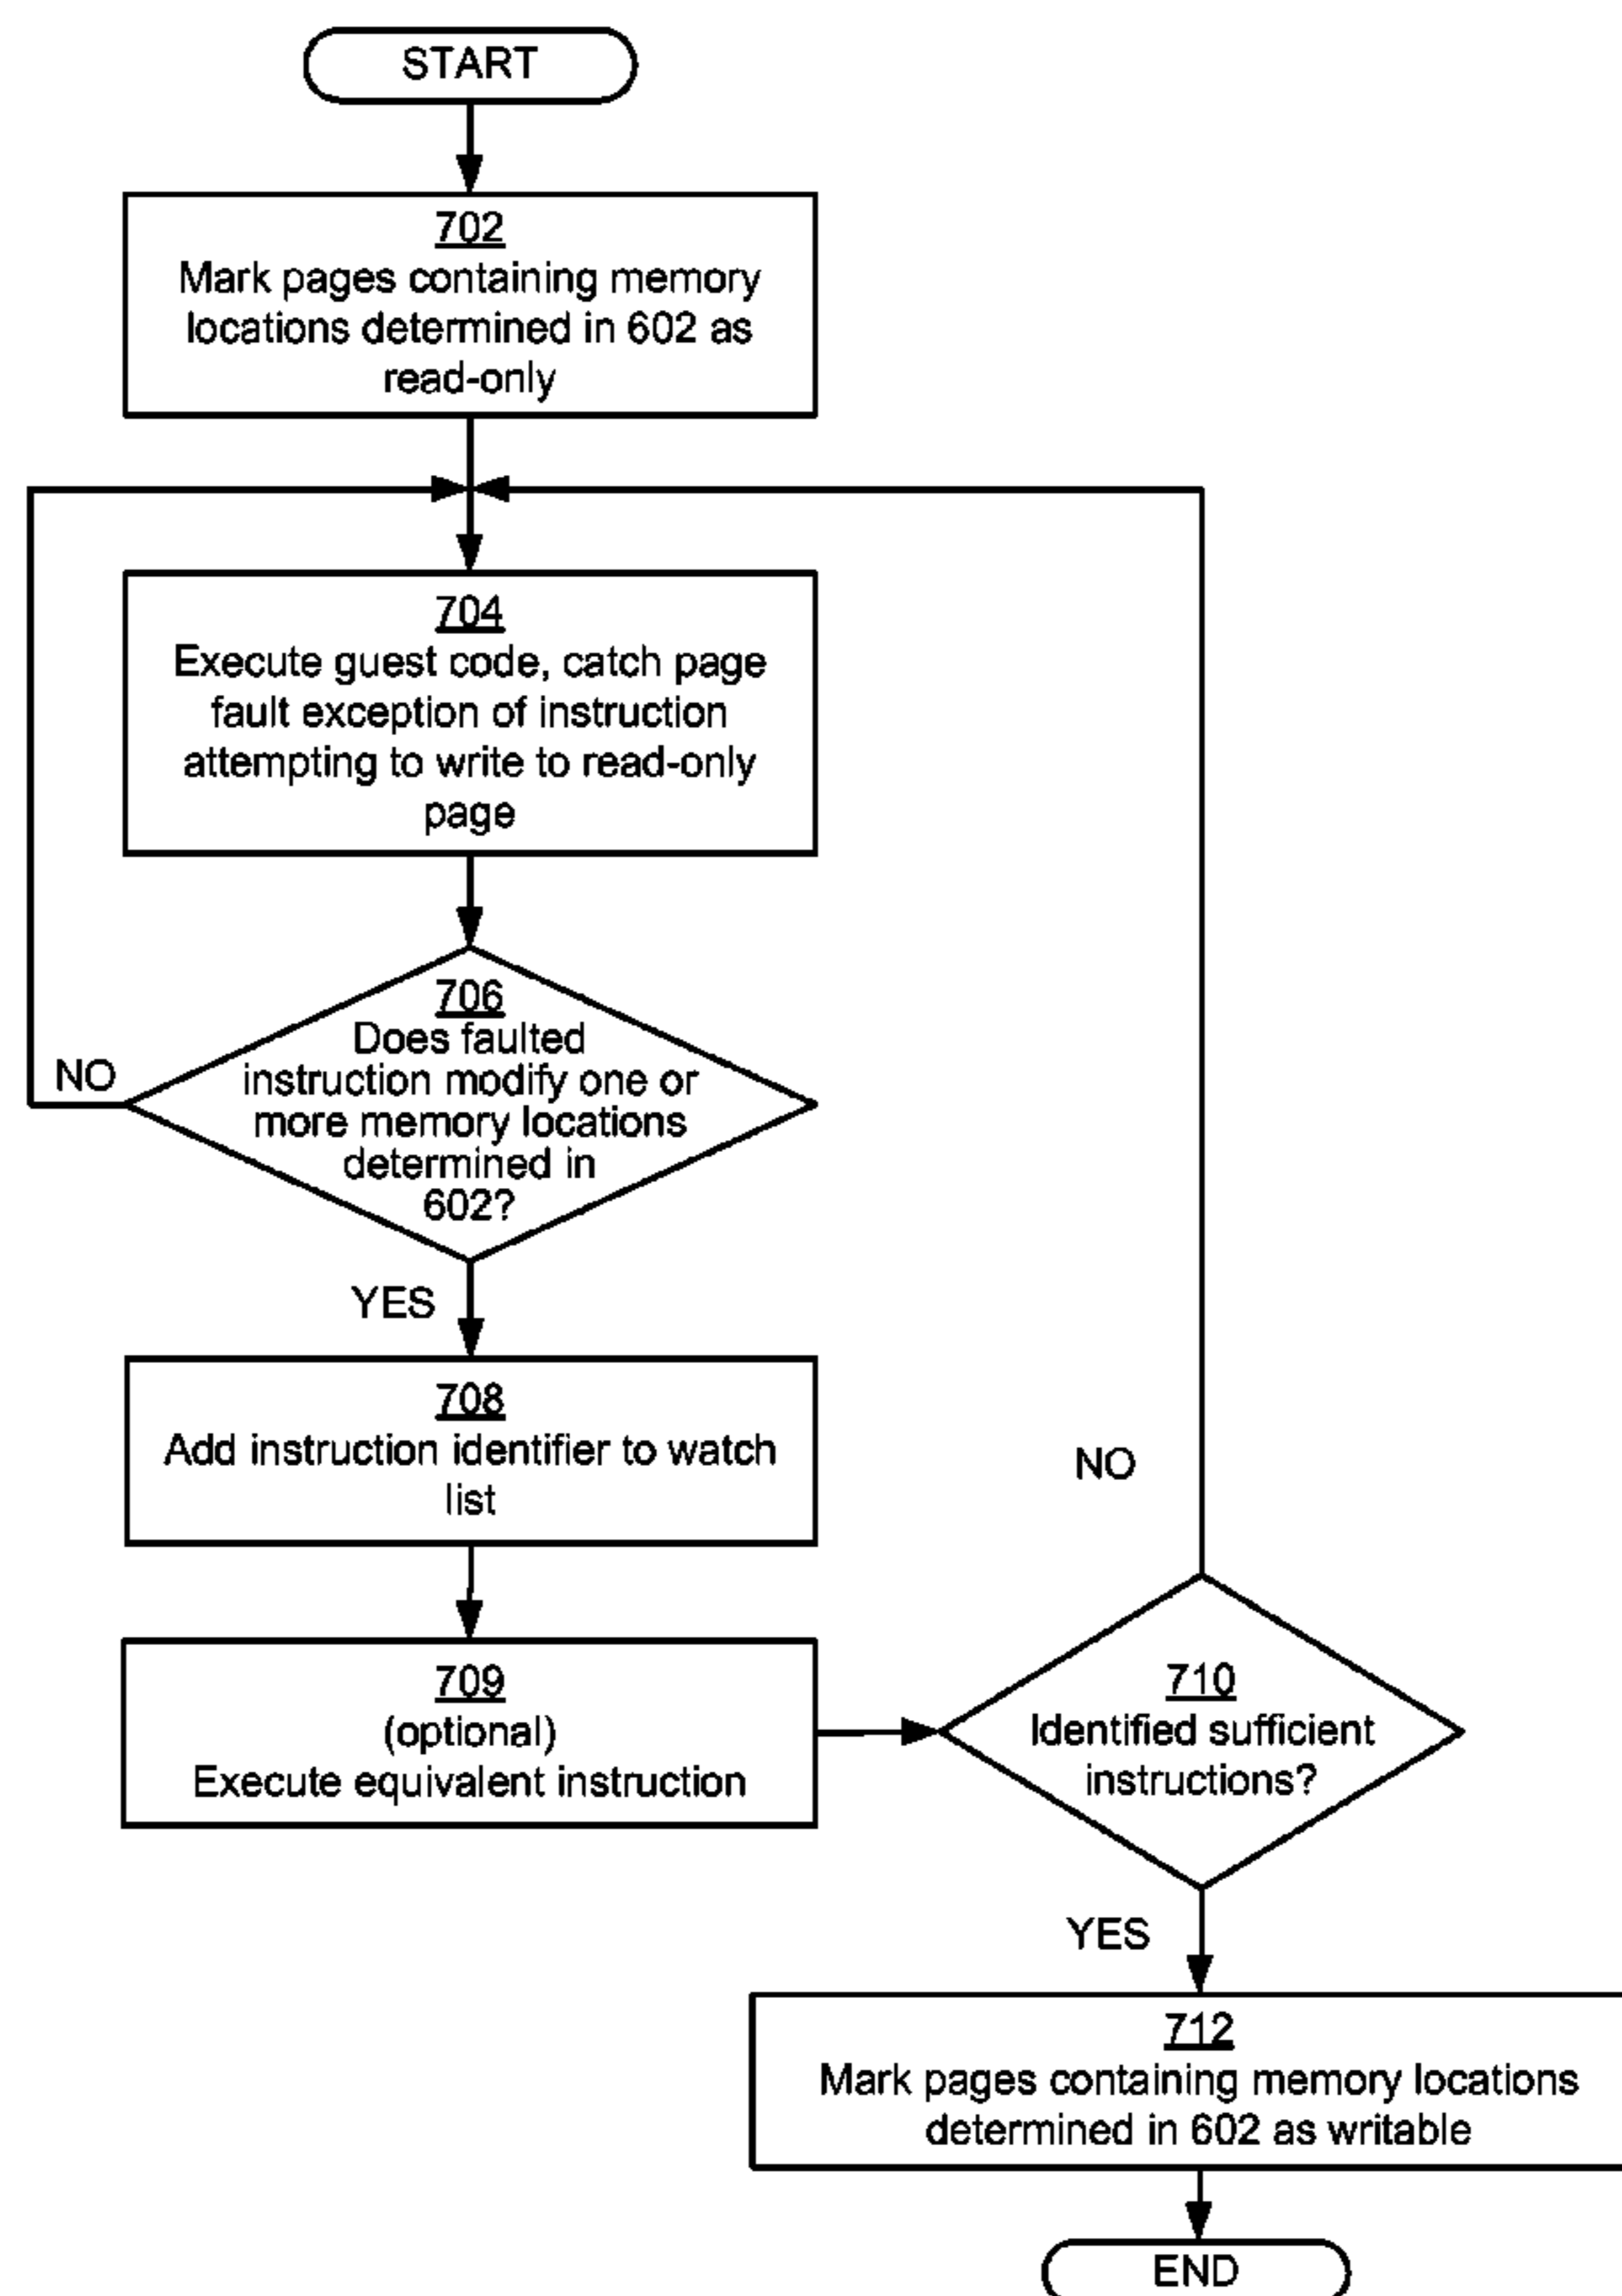 START
702
Mark pages containing memory
locations determined in 602 as
read-only
704
Execute guest code, catch page
fault exception of instruction
attempting to write to read-only
page
706
Does faulted
instruction modify one or
more memory locations
determined in
602?
NO
YES
708
Add instruction identifier to watch
list
NO
709
(optional)
Execute equivalent instruction
710
Identified sufficient
instructions?
YES
712
Mark pages containing memory locations
determined in 602 as writable
END